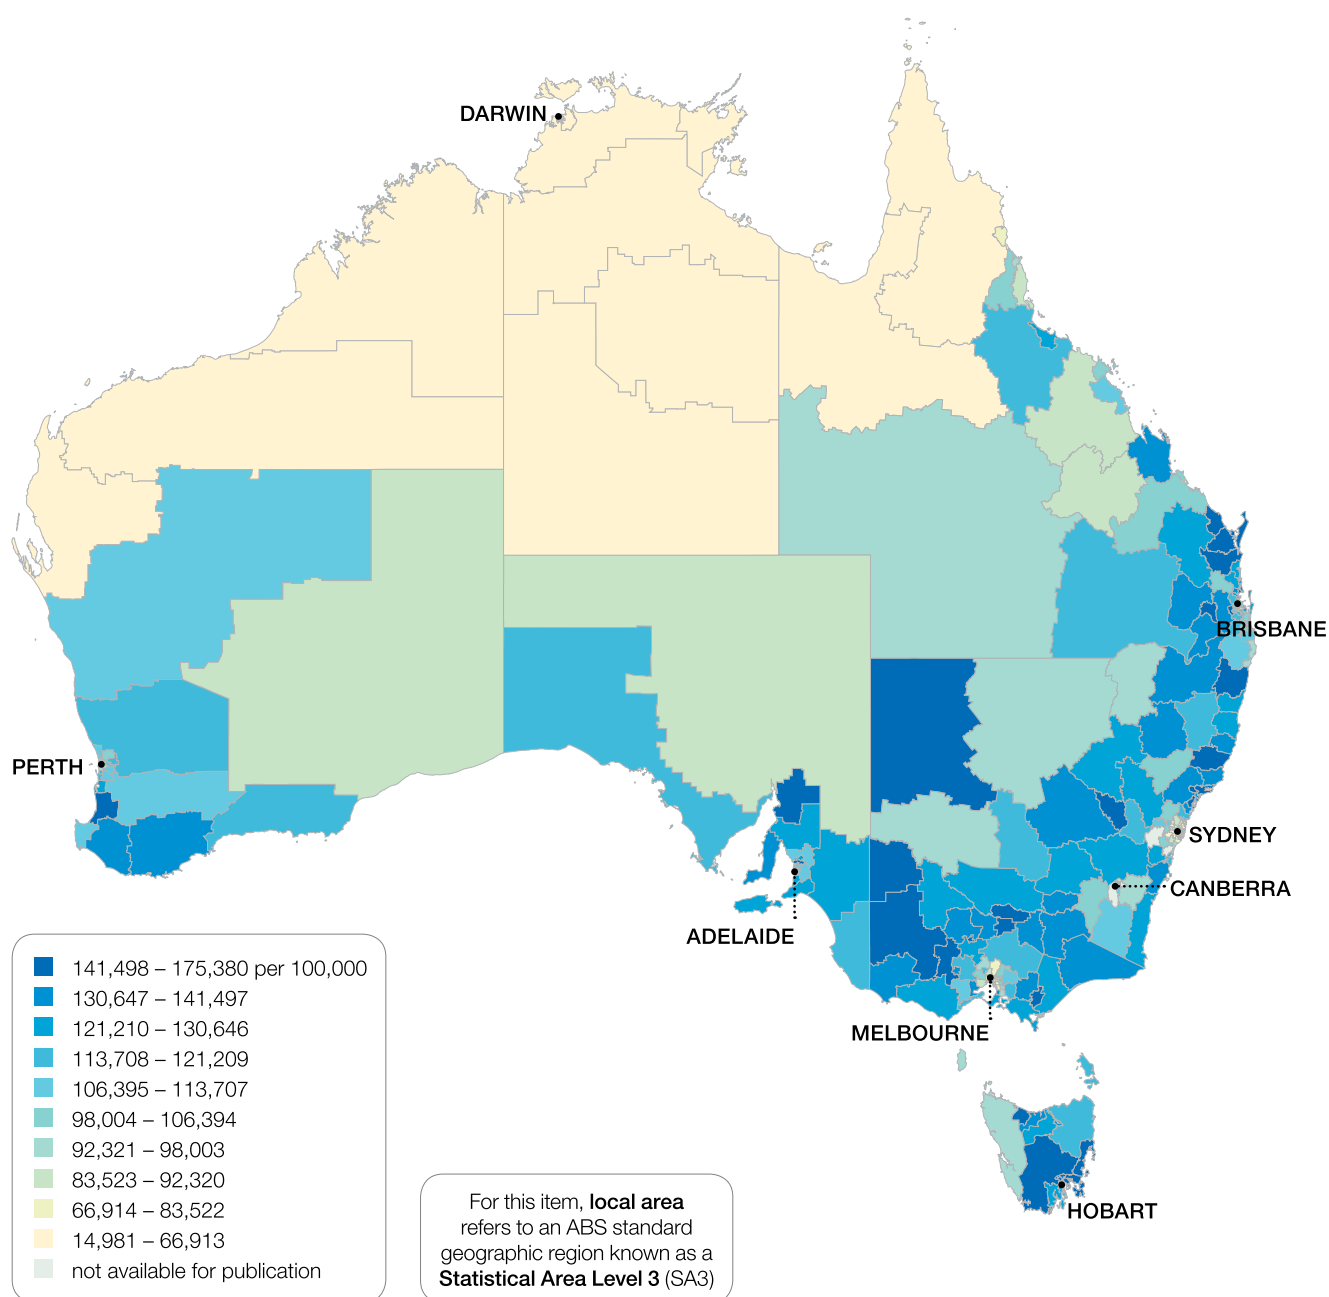 DARWIN
BRISBANE
PERTH
SYDNEY
CANBERRA
ADELAIDE
MELBOURNE
HOBART
141,498 – 175,380 per 100,000
130,647 – 141,497
121,210 – 130,646
113,708 – 121,209
106,395 – 113,707
98,004 – 106,394
92,321 – 98,003
83,523 – 92,320
66,914 – 83,522
14,981 – 66,913
not available for publication
For this item, local area
refers to an ABS standard
geographic region known as a
Statistical Area Level 3 (SA3)